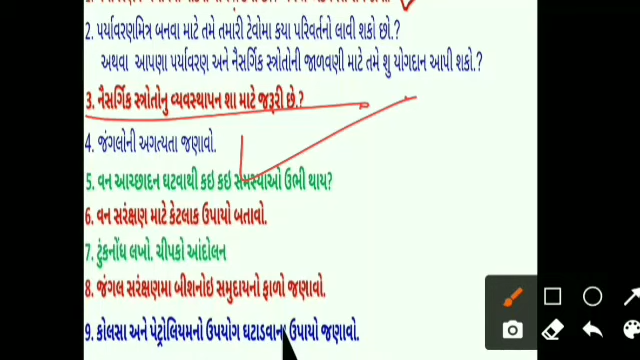 2. પર્યાવરણમિત્ર બનવા માટે તમે તમારી ટેવોમા કયા પરિવર્તનો લાવી શકો છો.?
અથવા આપણા પર્યાવરણ અને નૈસર્ગિક સ્ત્રોતોની જાળવણી માટે તમે શુ યોગદાન આપી શકો.?
3. નૈસર્ગિક સ્ત્રોતોનુ વ્યવસ્થાપન શા માટે જરૂરી છે.?
4. જંગલોની અગત્યતા જણાવો.
5. વન આચ્છાદન ઘટવાથી કઇ કઇ સમસ્યાઓ ઉભી થાય?
6. વન સરંક્ષણ માટે કેટલાક ઉપાયો બતાવો.
7. ટુંકનોંધ લખો. ચીપકો આંદોલન
8. જંગલ સરંક્ષણમા બીશનોઇ સમુદાયનો ફાળો જણાવો.
9. કોલસા અને પેટ્રોલિયમનો ઉપયોગ ઘટાડવાના ઉપાયો જણાવો.